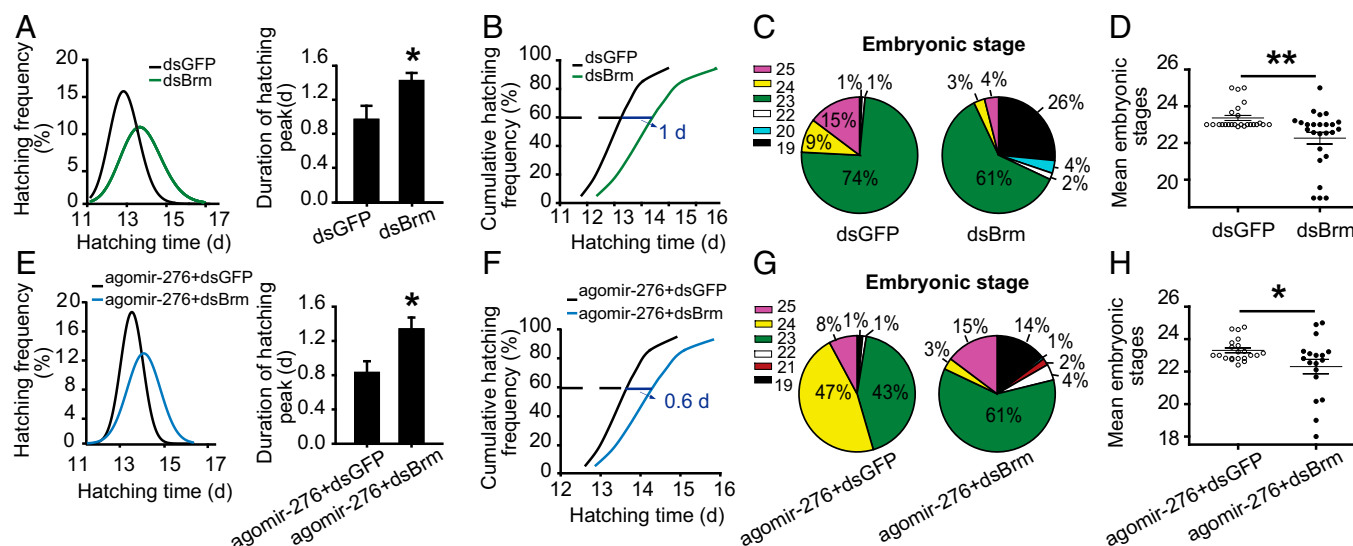 A
Hatching frequency
(%)
20
15
10
5
0
dsGFP
dsBrm
11
13
15
17
Hatching time (d)
Duration of hatching
peak(d)
1.6
1.2
0.8
0.4
0
*
dsGFP
dsBrm
B
Cumulative hatching
frequency (%)
100
80
60
40
20
0
dsGFP
dsBrm
1 d
11 12 13 14 15 16
Hatching time (d)
C
Embryonic stage
25
24
23
22
20
19
1%
1%
15%
9%
74%
dsGFP
3%
4%
26%
4%
2%
61%
dsBrm
D
Mean embryonic
stages
26
24
22
20
18
**
dsGFP
dsBrm
E
agomir-276+dsGFP
agomir-276+dsBrm
Hatching frequency
(%)
20
16
12
8
4
0
11
13
15
17
Hatching time (d)
Duration of hatching
peak (d)
1.6
1.2
0.8
0.4
0
*
agomir-276+dsGFP
agomir-276+dsBrm
F
agomir-276+dsGFP
agomir-276+dsBrm
Cumulative hatching
frequency (%)
100
80
60
40
20
0
0.6 d
12 13 14 15 16
Hatching time (d)
G
Embryonic stage
25
24
23
22
21
19
8%
1%
1%
47%
43%
agomir-276+dsGFP
15%
14%
3%
1%
2%
4%
61%
agomir-276+dsBrm
H
Mean embryonic
stages
26
24
22
20
18
*
agomir-276+dsGFP
agomir-276+dsBrm